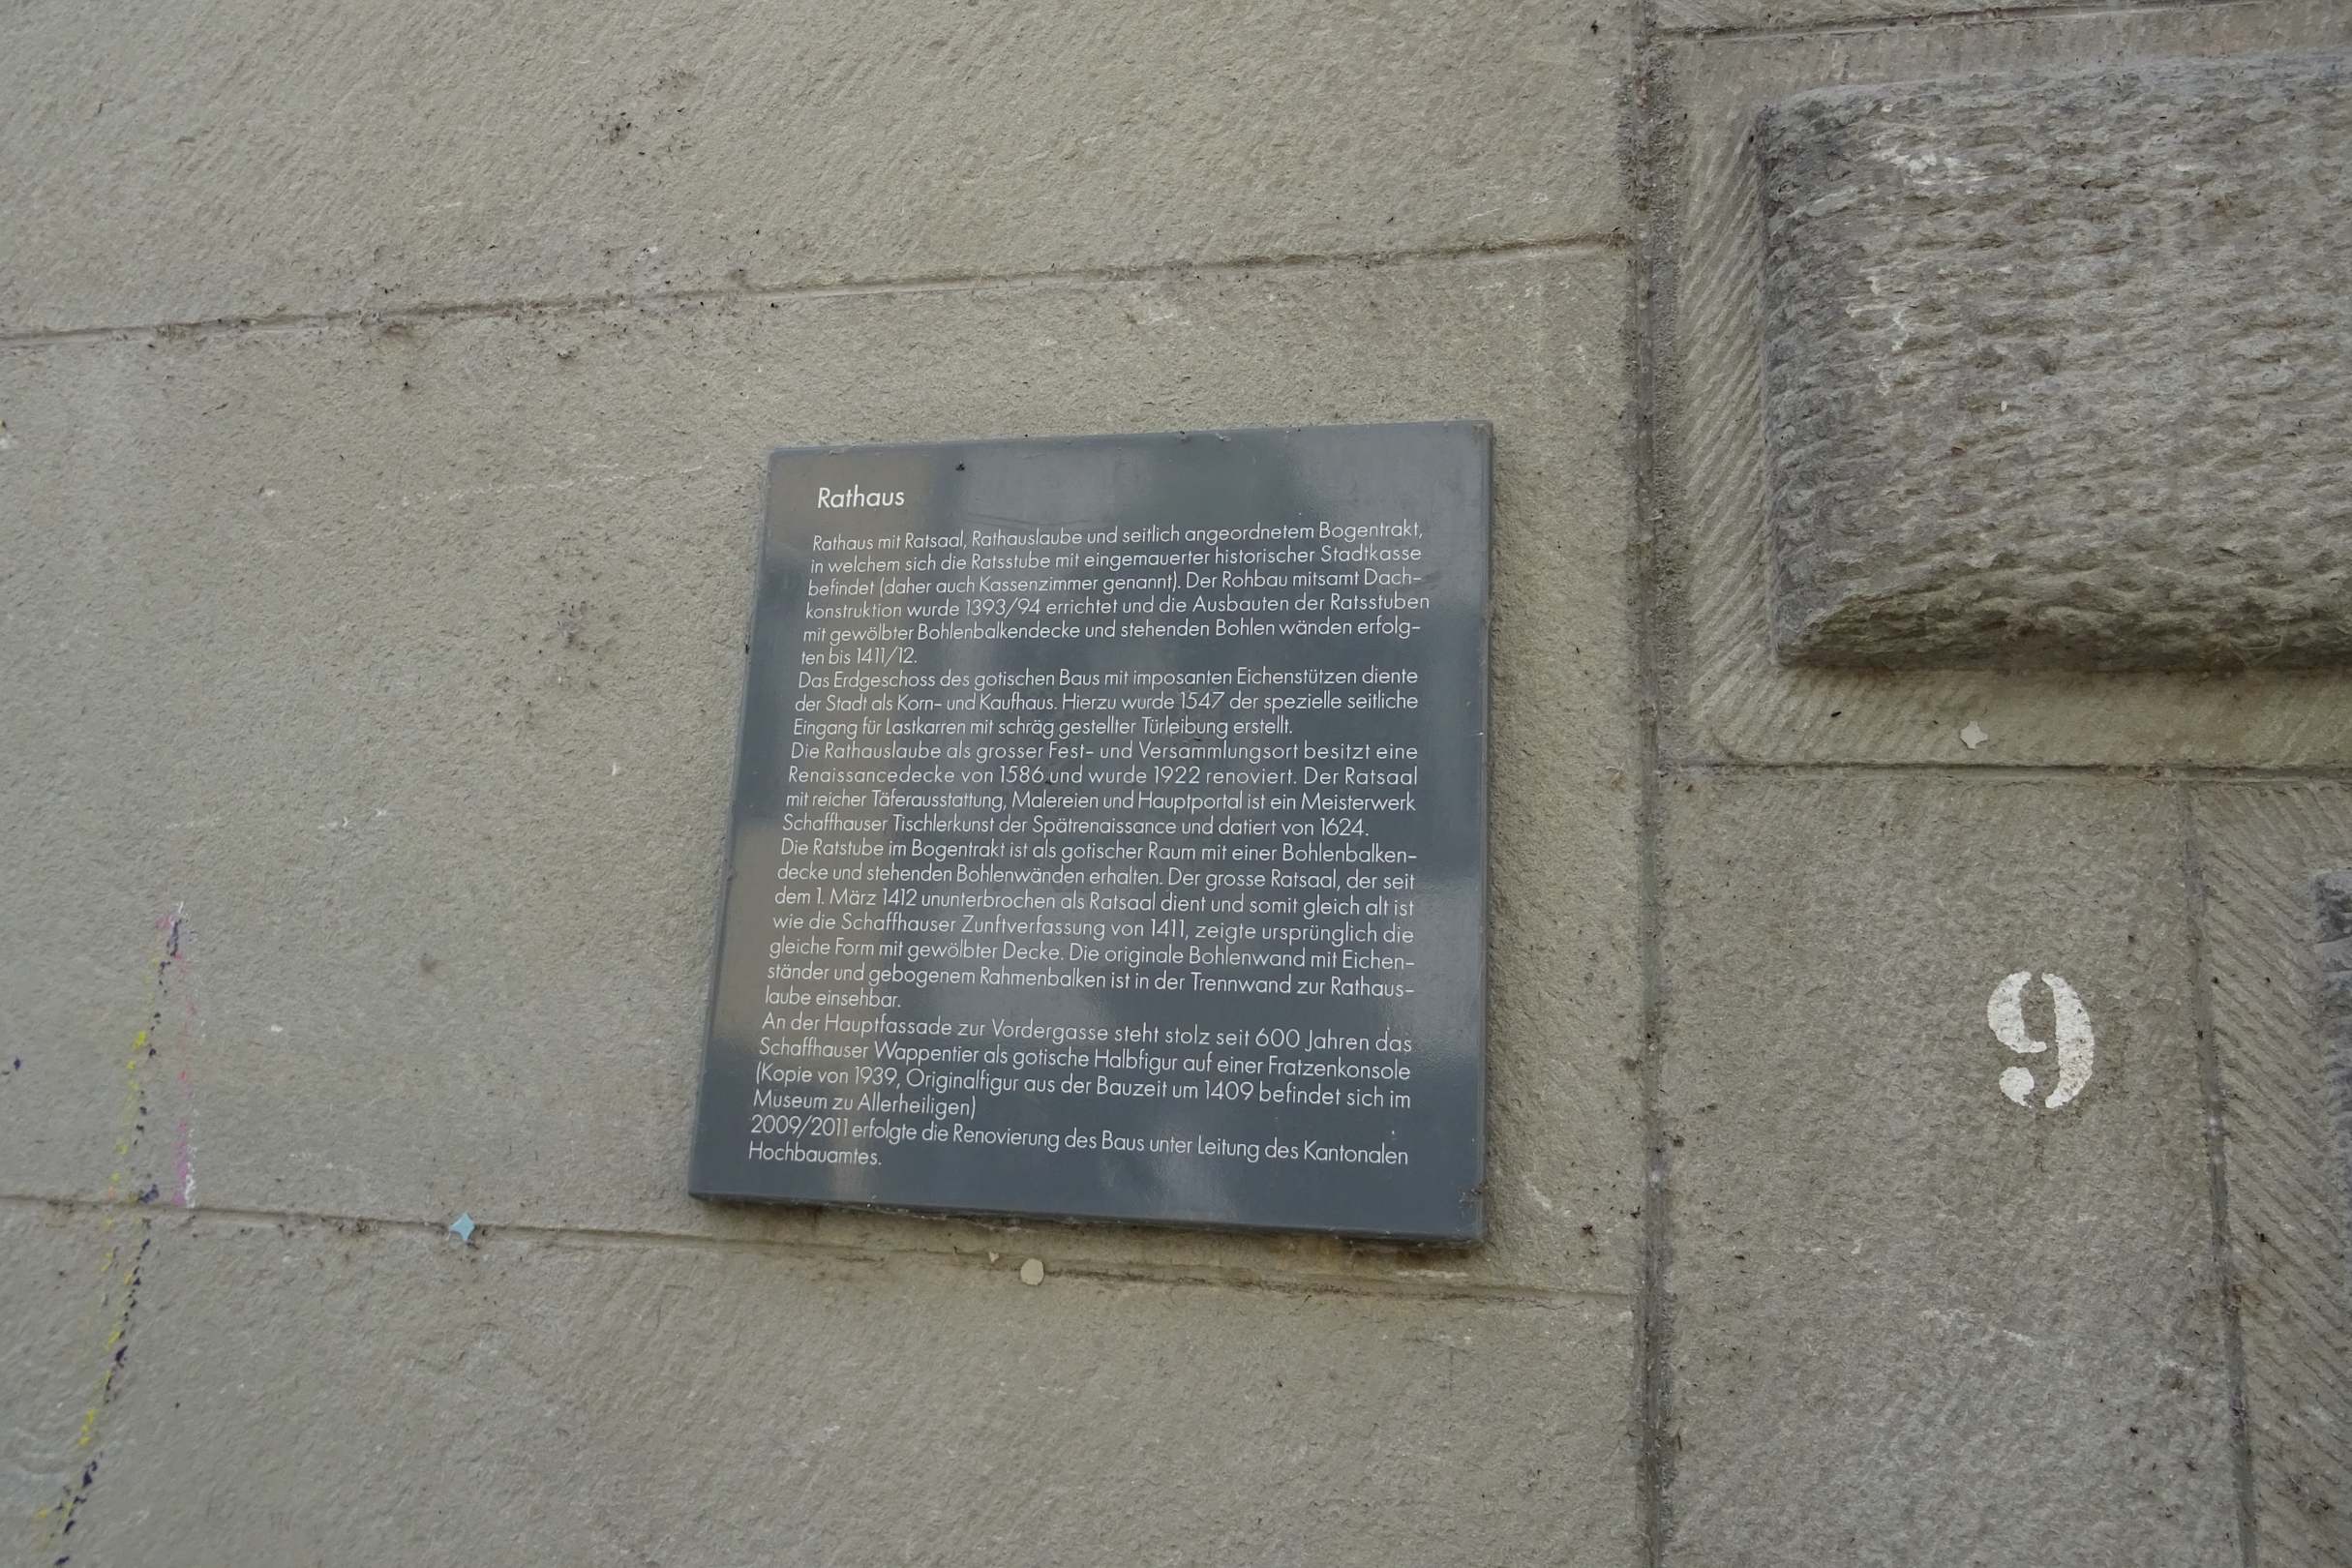 Rathaus
Rathaus mit Ratsaal, Rathauslaube und seitlich angeordnetem Bogentrakt,
in welchem sich die Ratsstube mit eingemauerter historischer Stadtkasse
befindet (daher auch Kassenzimmer genannt). Der Rohbau mitsamt Dach-
konstruktion wurde 1393/94 errichtet und die Ausbauten der Ratsstuben
mit gewölbter Bohlenbalkendecke und stehenden Bohlen wänden erfolg-
ten bis 1411/12.
Das Erdgeschoss des gotischen Baus mit imposanten Eichenstützen diente
der Stadt als Korn- und Kaufhaus. Hierzu wurde 1547 der spezielle seitliche
Eingang für Lastkarren mit schräg gestellter Türleibung erstellt.
Die Rathauslaube als grosser Fest- und Versammlungsort besitzt eine
Renaissancedecke von 1586 und wurde 1922 renoviert. Der Ratsaal
mit reicher Täferausstattung, Malereien und Hauptportal ist ein Meisterwerk
Schaffhauser Tischlerkunst der Spätrenaissance und datiert von 1624.
Die Ratstube im Bogentrakt ist als gotischer Raum mit einer Bohlenbalken-
decke und stehenden Bohlenwänden erhalten. Der grosse Ratsaal, der seit
dem 1. März 1412 ununterbrochen als Ratsaal dient und somit gleich alt ist
wie die Schaffhauser Zunftverfassung von 1411, zeigte ursprünglich die
gleiche Form mit gewölbter Decke. Die originale Bohlenwand mit Eichen-
ständer und gebogenem Rahmenbalken ist in der Trennwand zur Rathaus-
laube einsehbar.
An der Hauptfassade zur Vordergasse steht stolz seit 600 Jahren das
Schaffhauser Wappentier als gotische Halbfigur auf einer Fratzenkonsole
(Kopie von 1939, Originalfigur aus der Bauzeit um 1409 befindet sich im
Museum zu Allerheiligen)
2009/2011 erfolgte die Renovierung des Baus unter Leitung des Kantonalen
Hochbauamtes.
9